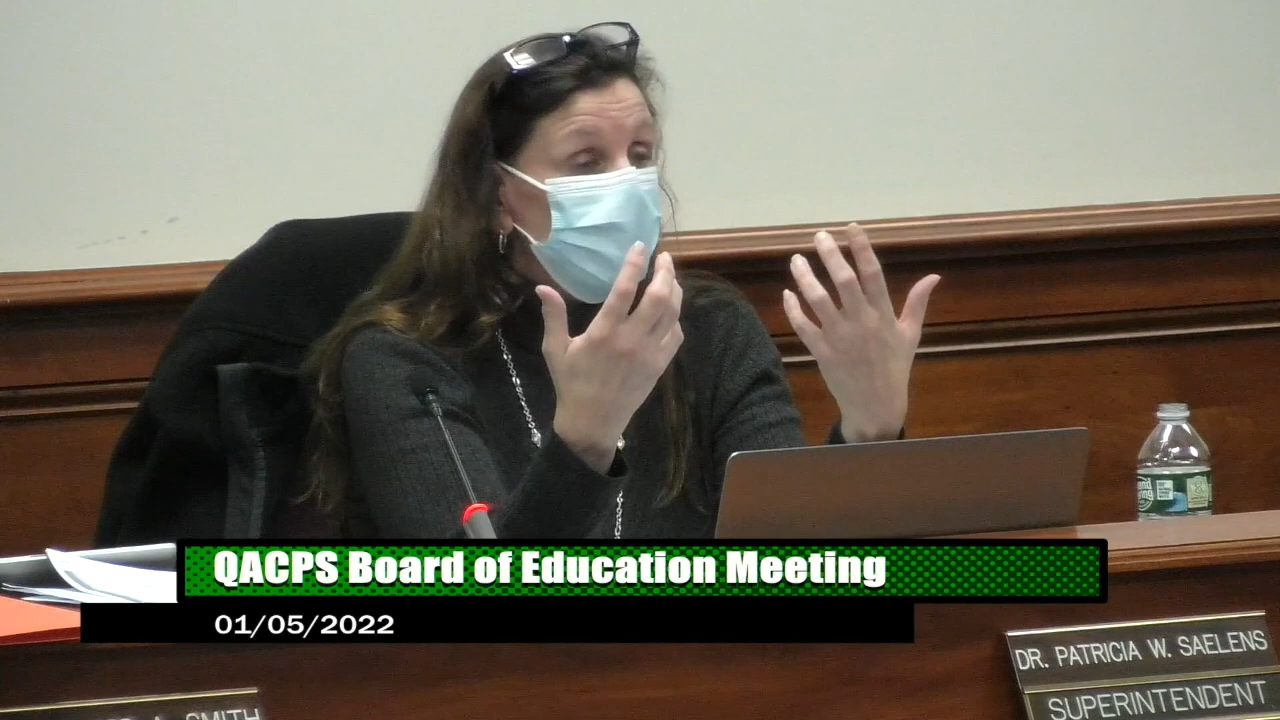 QACPS Board of Education Meeting
01/05/2022
DR. PATRICIA W. SAELENS
SUPERINTENDENT
A. SMITH